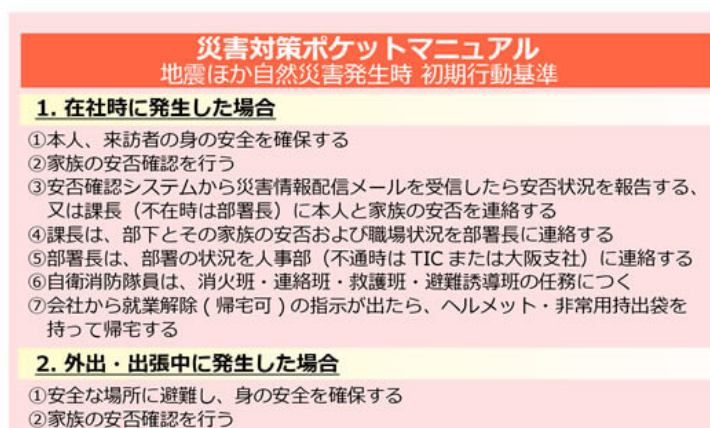 災害対策ポケットマニュアル
地震ほか自然災害発生時 初期行動基準
1. 在社時に発生した場合
①本人、来訪者の身の安全を確保する
②家族の安否確認を行う
③安否確認システムから災害情報配信メールを受信したら安否状況を報告する、
又は課長（不在時は部署長）に本人と家族の安否を連絡する
④課長は、部下とその家族の安否および職場状況を部署長に連絡する
⑤部署長は、部署の状況を人事部（不通時は TIC または大阪支社）に連絡する
⑥自衛消防隊員は、消火班・連絡班・救護班・避難誘導班の任務につく
⑦会社から就業解除 ( 帰宅可 ) の指示が出たら、ヘルメット・非常用持出袋を
持って帰宅する
2. 外出・出張中に発生した場合
①安全な場所に避難し、身の安全を確保する
②家族の安否確認を行う